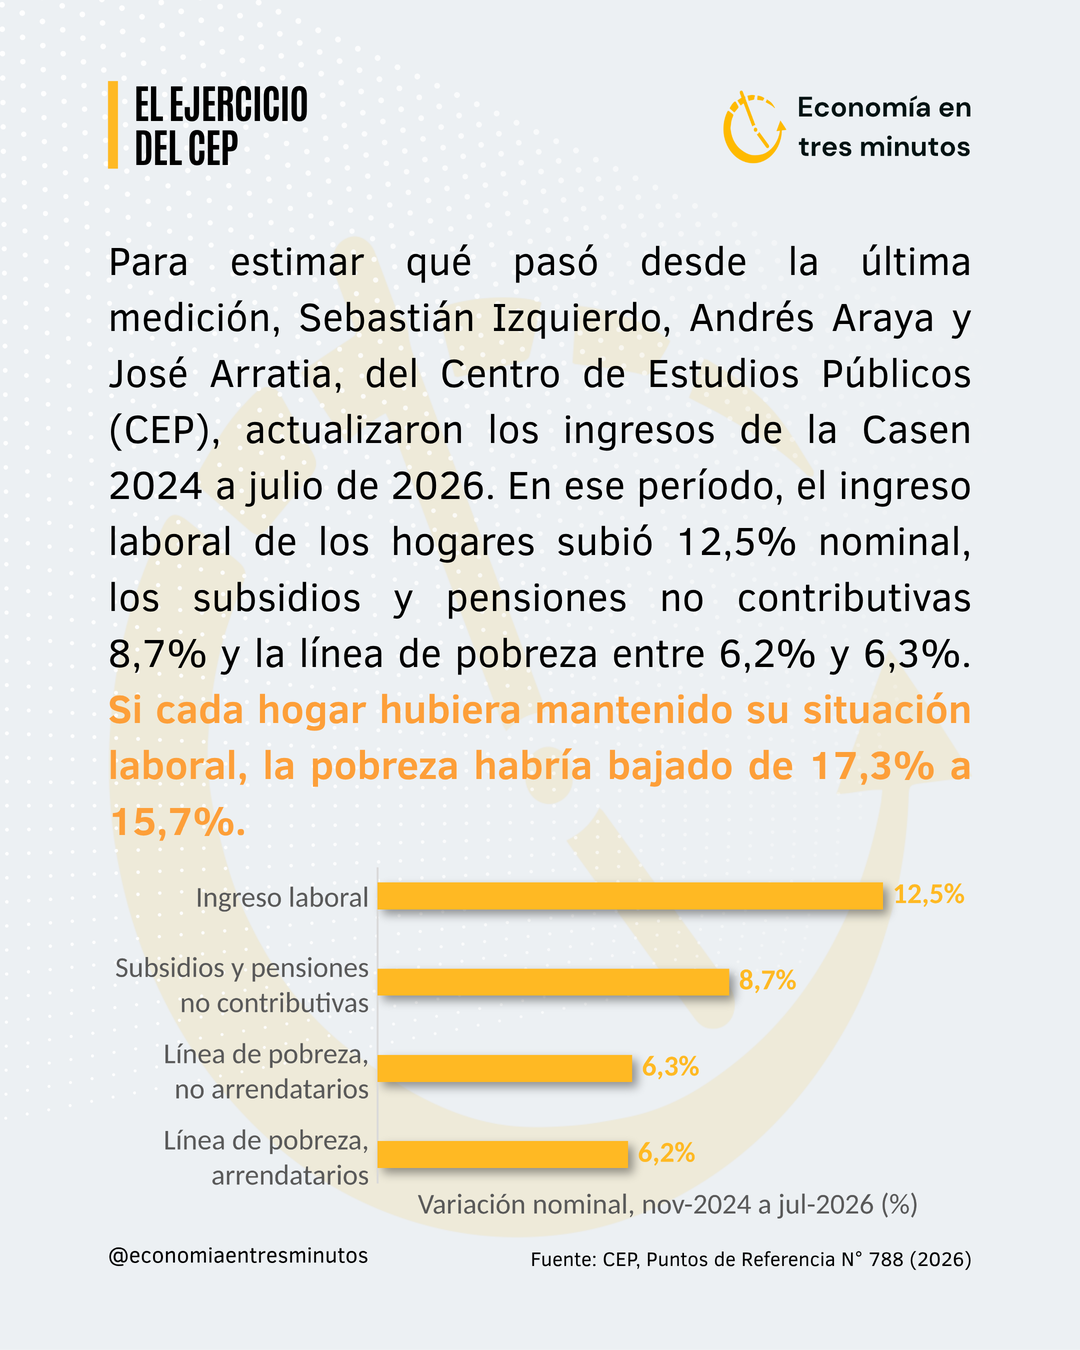 EL EJERCICIO
DEL CEP
Economía en
tres minutos
Para estimar qué pasó desde la última
medición, Sebastián Izquierdo, Andrés Araya y
José Arratia, del Centro de Estudios Públicos
(CEP), actualizaron los ingresos de la Casen
2024 a julio de 2026. En ese período, el ingreso
laboral de los hogares subió 12,5% nominal,
los subsidios y pensiones no contributivas
8,7% y la línea de pobreza entre 6,2% y 6,3%.
Si cada hogar hubiera mantenido su situación
laboral, la pobreza habría bajado de 17,3% a
15,7%.
Ingreso laboral
12,5%
Subsidios y pensiones
no contributivas
8,7%
Línea de pobreza,
no arrendatarios
6,3%
Línea de pobreza,
arrendatarios
6,2%
Variación nominal, nov-2024 a jul-2026 (%)
@economiaentresminutos
Fuente: CEP, Puntos de Referencia N° 788 (2026)